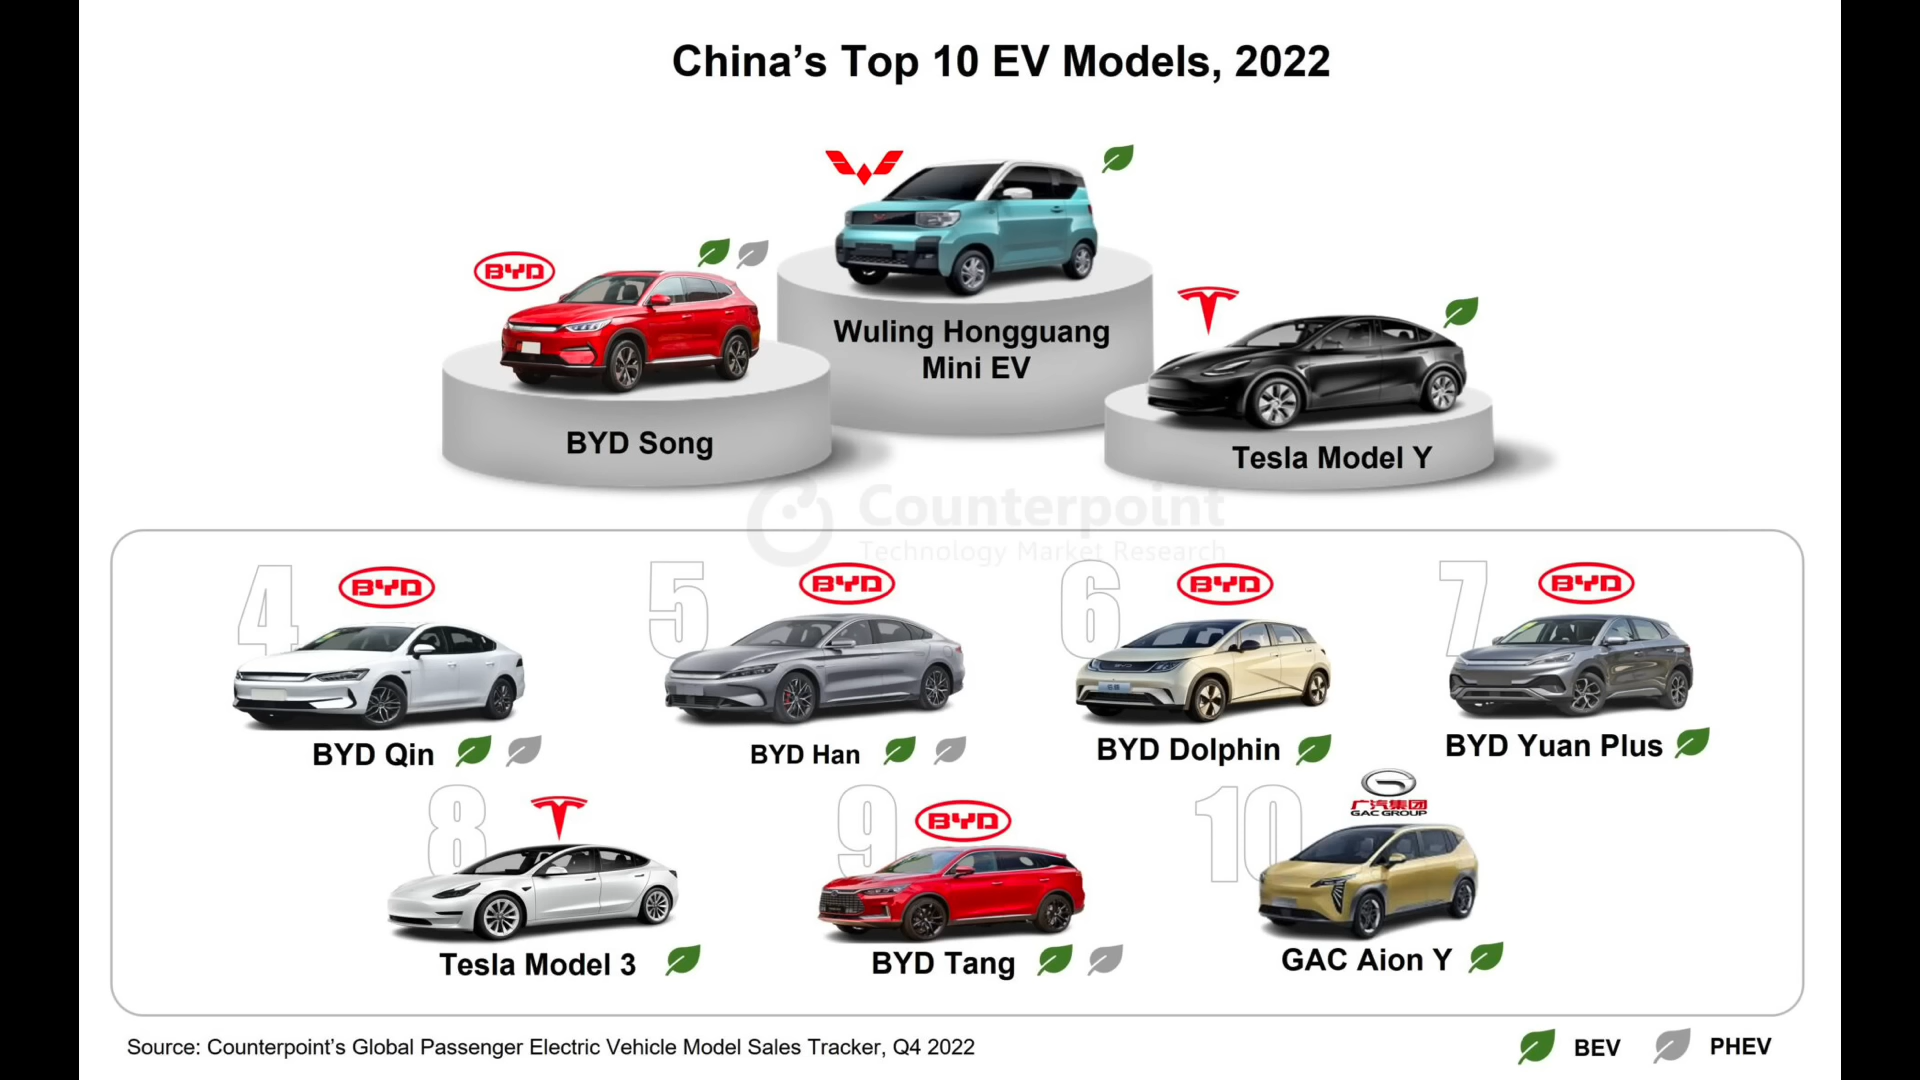 China's Top 10 EV Models, 2022
BYD
Wuling Hongguang
Mini EV
BYD Song
Tesla Model Y
Counterpoint
Technology Market Research
4
BYD
5
BYD
6
BYD
7
BYD
BYD
BYD Qin
BYD Han
BYD Dolphin
BYD Yuan Plus
8
9
BYD
10
广汽集团
GAC GROUP
Tesla Model 3
BYD Tang
GAC Aion Y
Source: Counterpoint's Global Passenger Electric Vehicle Model Sales Tracker, Q4 2022
BEV
PHEV